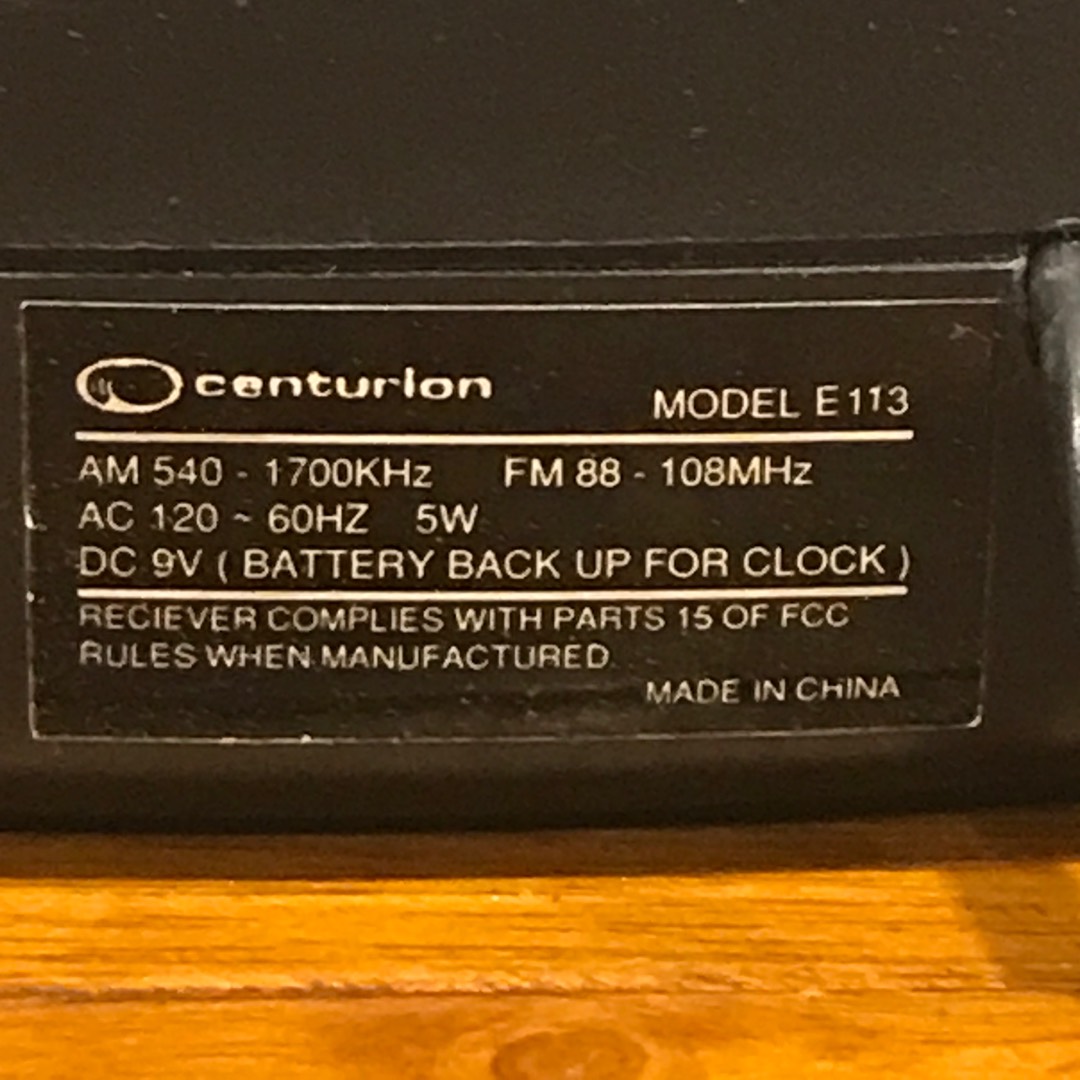 centurion
MODEL E113
AM 540 - 1700KHz FM 88 - 108MHz
AC 120 ~ 60HZ 5W
DC 9V ( BATTERY BACK UP FOR CLOCK )
RECIEVER COMPLIES WITH PARTS 15 OF FCC
RULES WHEN MANUFACTURED
MADE IN CHINA